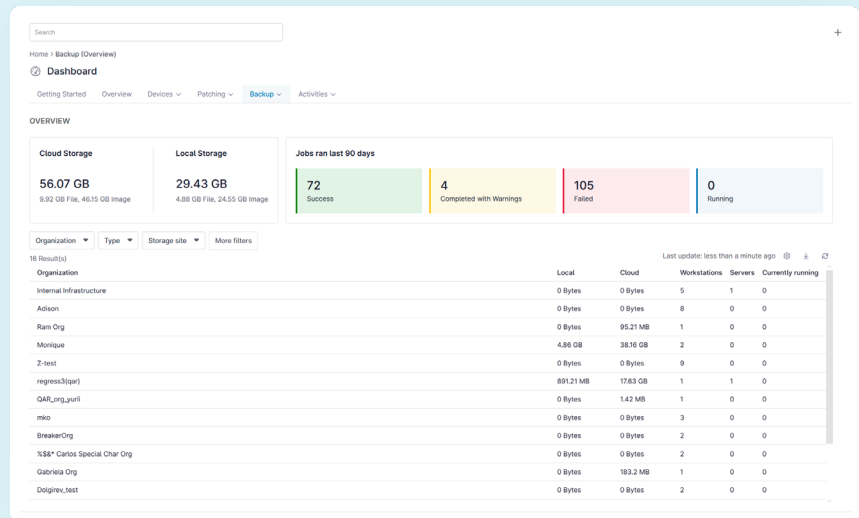 Search
Home > Backup (Overview)
Dashboard
Getting Started Overview Devices Patching Backup Activities
OVERVIEW
Cloud Storage Local Storage Jobs ran last 90 days
56.07 GB 29.43 GB 72 4 105 0
9.92 GB File, 46.15 GB Image 4.88 GB File, 24.55 GB Image Success Completed with Warnings Failed Running
Organization Type Storage site More filters
16 Result(s) Last update: less than a minute ago
Organization Local Cloud Workstations Servers Currently running
Internal Infrastructure 0 Bytes 0 Bytes 5 1 0
Adison 0 Bytes 0 Bytes 8 0 0
Ram Org 0 Bytes 95.21 MB 1 0 0
Monique 4.86 GB 38.16 GB 2 0 0
Z-test 0 Bytes 0 Bytes 9 0 0
regress3(qar) 891.21 MB 17.63 GB 1 1 0
QAR_org_yurii 0 Bytes 1.42 MB 1 0 0
mko 0 Bytes 0 Bytes 3 0 0
BreakerOrg 0 Bytes 0 Bytes 2 0 0
%$&* Carlos Special Char Org 0 Bytes 0 Bytes 2 0 0
Gabriela Org 0 Bytes 183.2 MB 1 0 0
Dolgirev_test 0 Bytes 0 Bytes 2 0 0